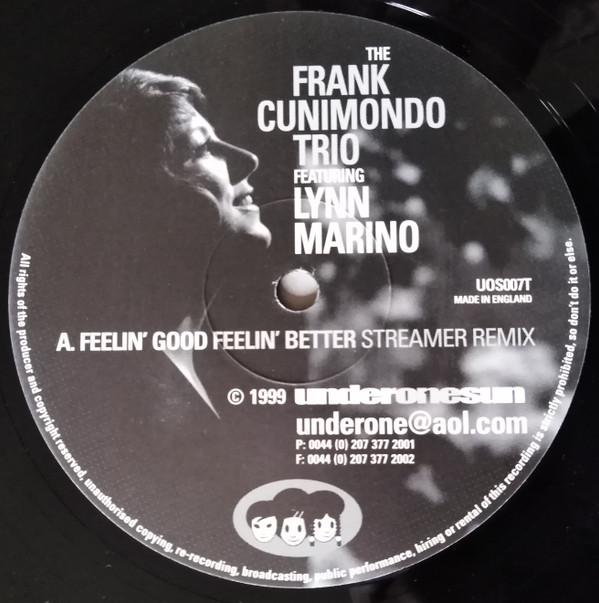 THE
FRANK
CUNIMONDO
TRIO
FEATURING
LYNN
MARINO
UOS007T
MADE IN ENGLAND
A. FEELIN' GOOD FEELIN' BETTER STREAMER REMIX
© 1999 underonesun
underone@aol.com
P: 0044 (0) 207 377 2001
F: 0044 (0) 207 377 2002
All rights of the producer and copyright reserved, unauthorised copying, re-recording, broadcasting, public performance, hiring or rental of this recording is strictly prohibited, so don't do it or else.